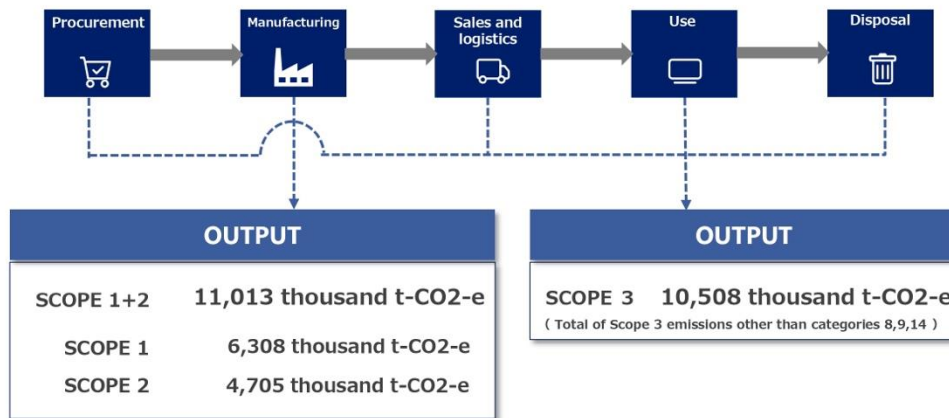 Procurement
Manufacturing
Sales and
logistics
Use
Disposal
OUTPUT
SCOPE 1+2 11,013 thousand t-CO2-e
SCOPE 1 6,308 thousand t-CO2-e
SCOPE 2 4,705 thousand t-CO2-e
OUTPUT
SCOPE 3 10,508 thousand t-CO2-e
( Total of Scope 3 emissions other than categories 8,9,14 )